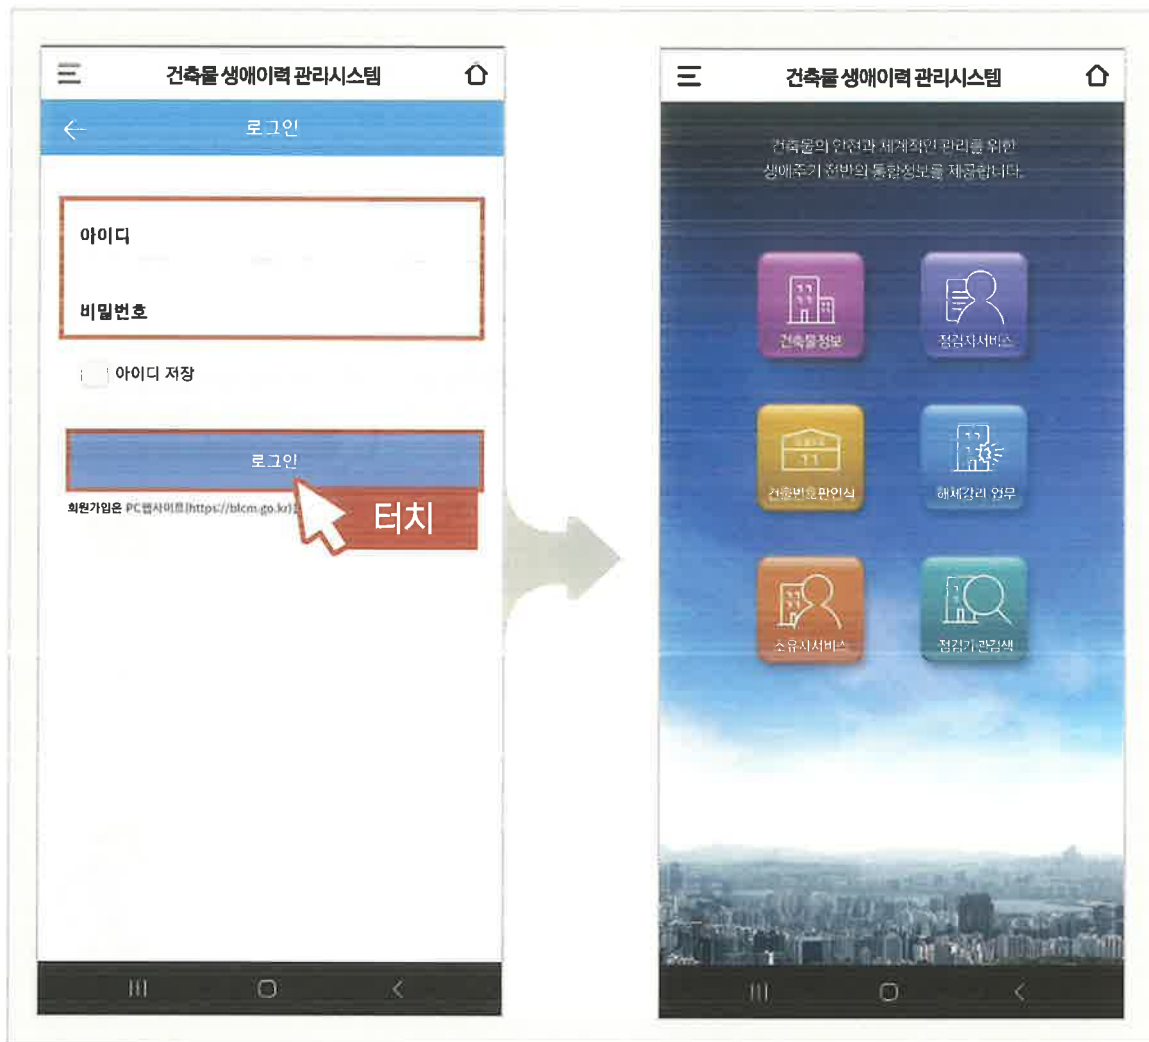 건축물 생애이력 관리시스템
로그인
아이디
비밀번호
아이디 저장
로그인
회원가입은 PC웹사이트(https://blcm.go.kr)
터치
건축물 생애이력 관리시스템
건축물의 안전과 체계적인 관리를 위한
생애주기 전반의 통합정보를 제공합니다.
건축물정보
점검자서비스
건물번호판인식
11
해체감리 업무
소유자서비스
점검기관검색